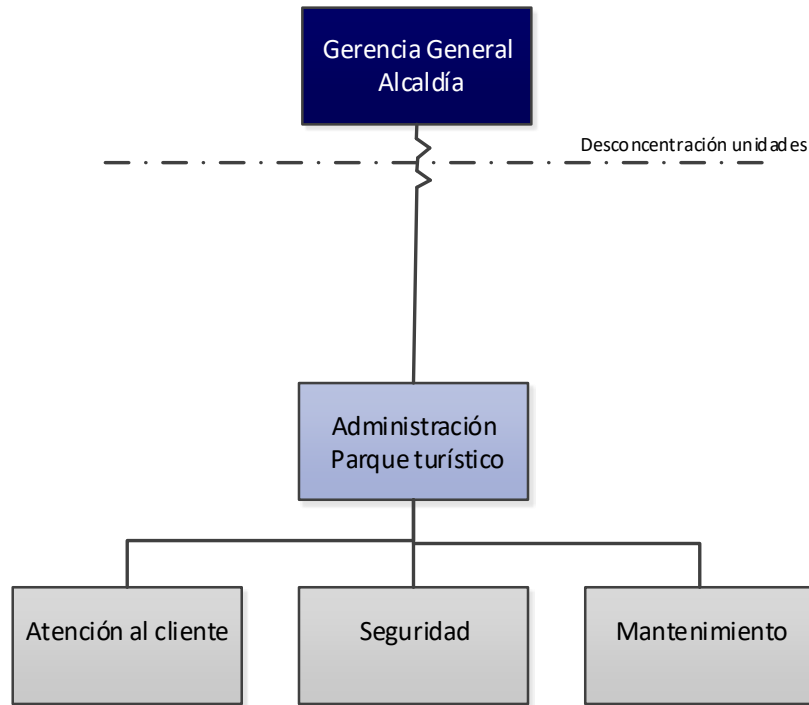 Gerencia General
Alcaldía
Desconcentración unidades
Administración
Parque turístico
Atención al cliente
Seguridad
Mantenimiento